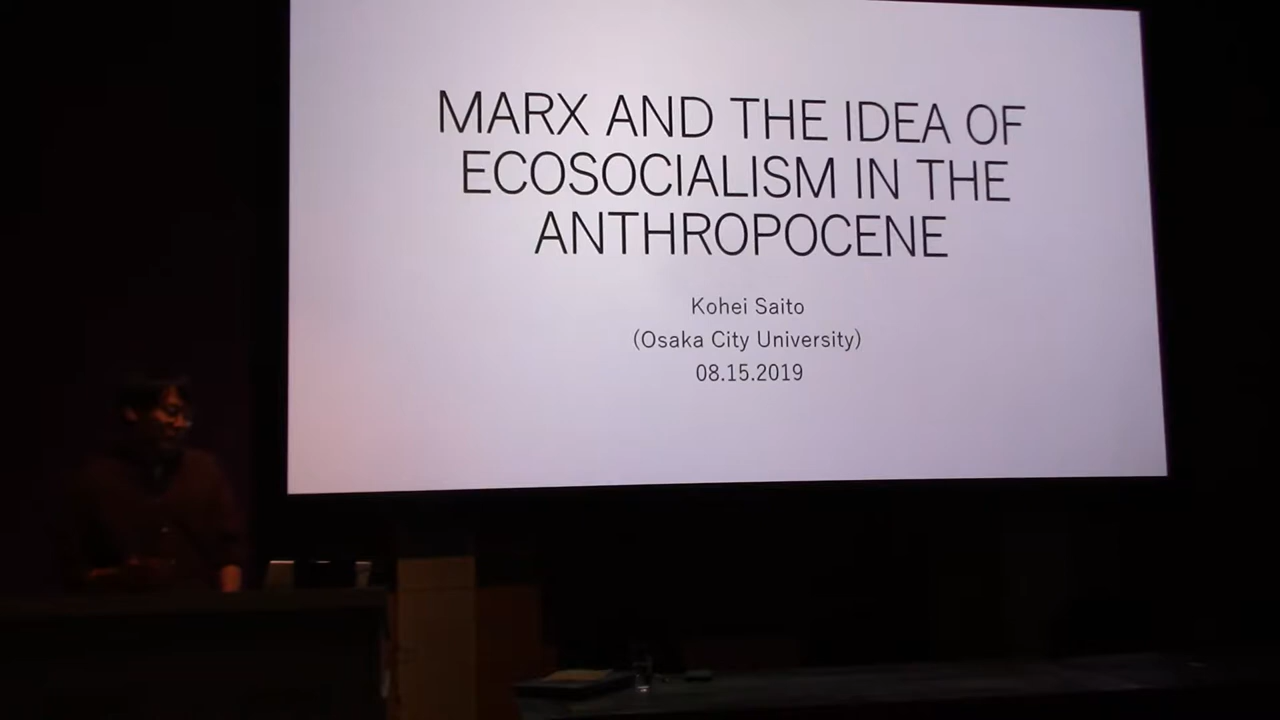 MARX AND THE IDEA OF
ECOSOCIALISM IN THE
ANTHROPOCENE
Kohei Saito
(Osaka City University)
08.15.2019